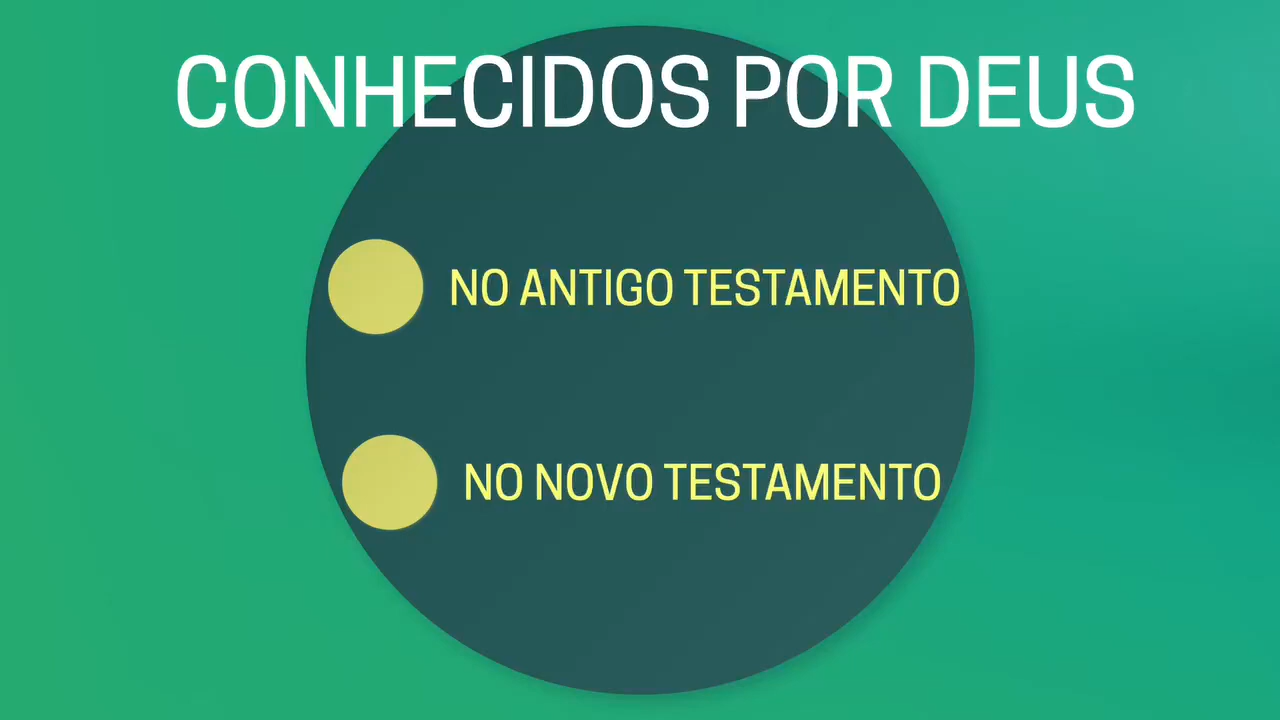 CONHECIDOS POR DEUS
NO ANTIGO TESTAMENTO
NO NOVO TESTAMENTO